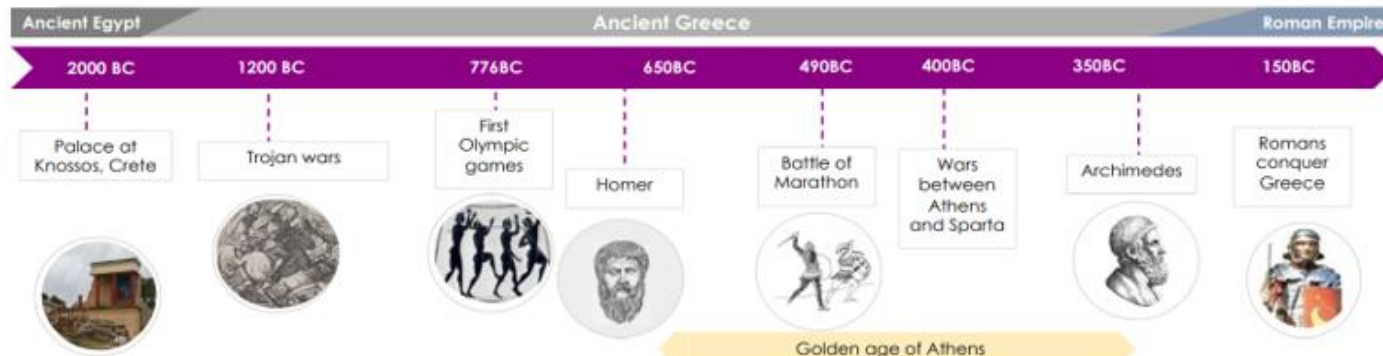 Ancient Egypt
Ancient Greece
Roman Empire
2000 BC
1200 BC
776BC
650BC
490BC
400BC
350BC
150BC
Palace at
Knossos, Crete
Trojan wars
First
Olympic
games
Homer
Battle of
Marathon
Wars
between
Athens
and Sparta
Archimedes
Romans
conquer
Greece
Golden age of Athens